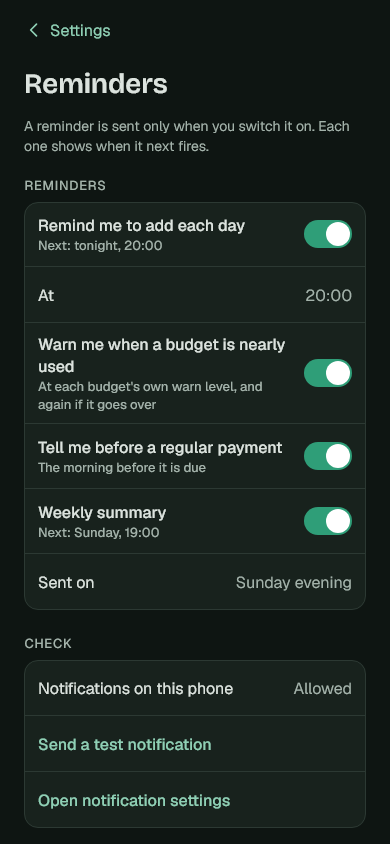 Settings
Reminders
A reminder is sent only when you switch it on. Each
one shows when it next fires.
REMINDERS
Remind me to add each day
Next: tonight, 20:00
At
20:00
Warn me when a budget is nearly
used
At each budget's own warn level, and
again if it goes over
Tell me before a regular payment
The morning before it is due
Weekly summary
Next: Sunday, 19:00
Sent on
Sunday evening
CHECK
Notifications on this phone
Allowed
Send a test notification
Open notification settings